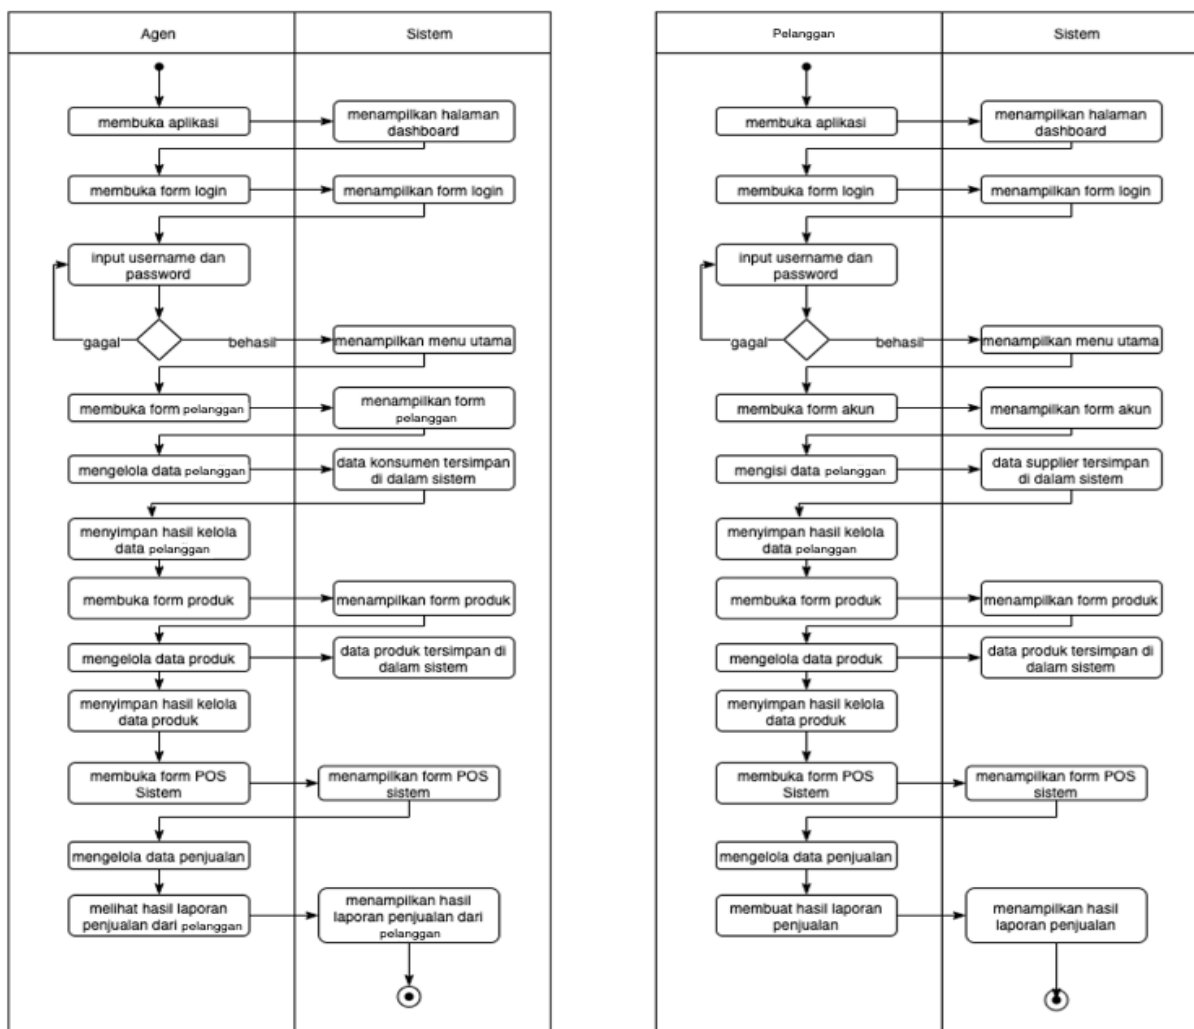 Agen
Sistem
membuka aplikasi
menampilkan halaman
dashboard
membuka form login
menampilkan form login
input username dan
password
gagal
behasil
menampilkan menu utama
membuka form pelanggan
menampilkan form
pelanggan
mengelola data pelanggan
data konsumen tersimpan
di dalam sistem
menyimpan hasil kelola
data pelanggan
membuka form produk
menampilkan form produk
mengelola data produk
data produk tersimpan di
dalam sistem
menyimpan hasil kelola
data produk
membuka form POS
Sistem
menampilkan form POS
sistem
mengelola data penjualan
melihat hasil laporan
penjualan dari pelanggan
menampilkan hasil
laporan penjualan dari
pelanggan
Pelanggan
Sistem
membuka aplikasi
menampilkan halaman
dashboard
membuka form login
menampilkan form login
input username dan
password
gagal
behasil
menampilkan menu utama
membuka form akun
menampilkan form akun
mengisi data pelanggan
data supplier tersimpan
di dalam sistem
menyimpan hasil kelola
data pelanggan
membuka form produk
menampilkan form produk
mengelola data produk
data produk tersimpan di
dalam sistem
menyimpan hasil kelola
data produk
membuka form POS
Sistem
menampilkan form POS
sistem
mengelola data penjualan
membuat hasil laporan
penjualan
menampilkan hasil
laporan penjualan